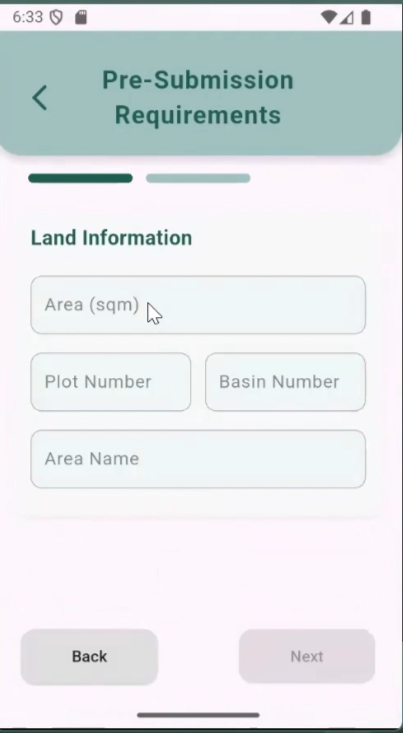 6:33
Pre-Submission
Requirements
Land Information
Area (sqm)
Plot Number
Basin Number
Area Name
Back
Next